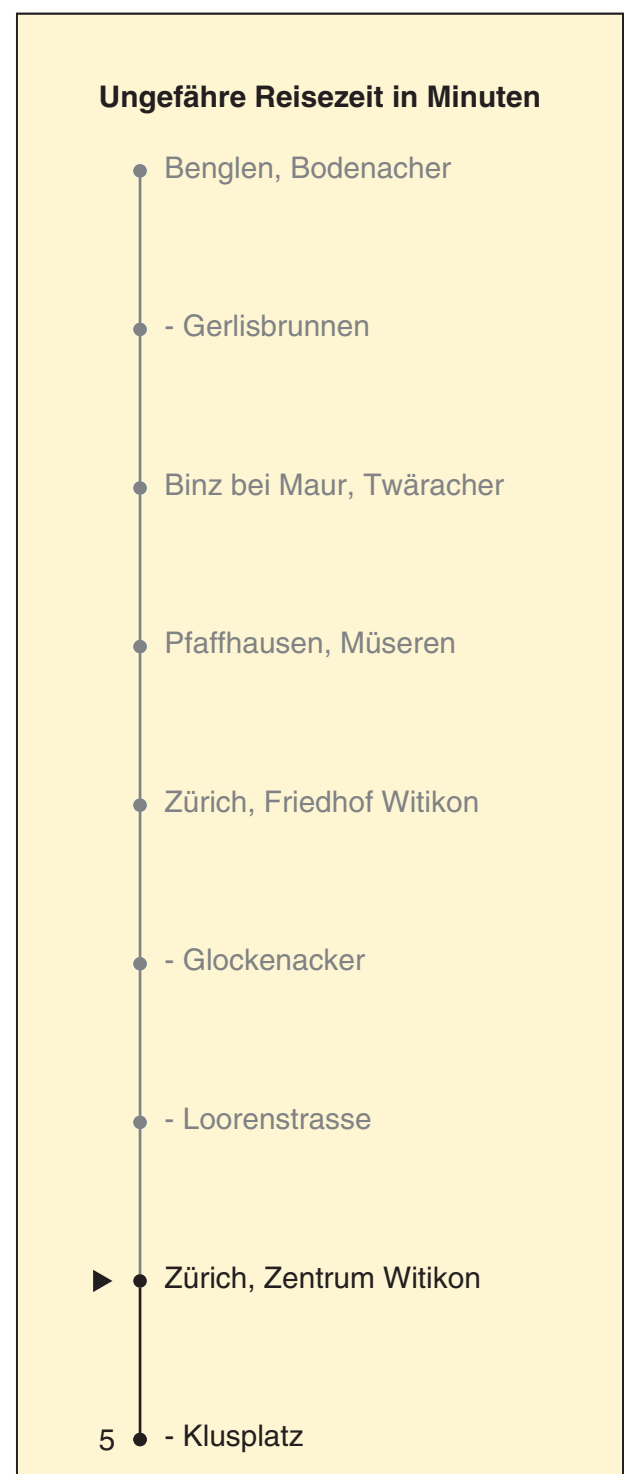 Ungefähre Reisezeit in Minuten
Benglen, Bodenacher
- Gerlisbrunnen
Binz bei Maur, Twäracher
Pfaffhausen, Müseren
Zürich, Friedhof Witikon
- Glockenacker
- Loorenstrasse
Zürich, Zentrum Witikon
5 - Klusplatz